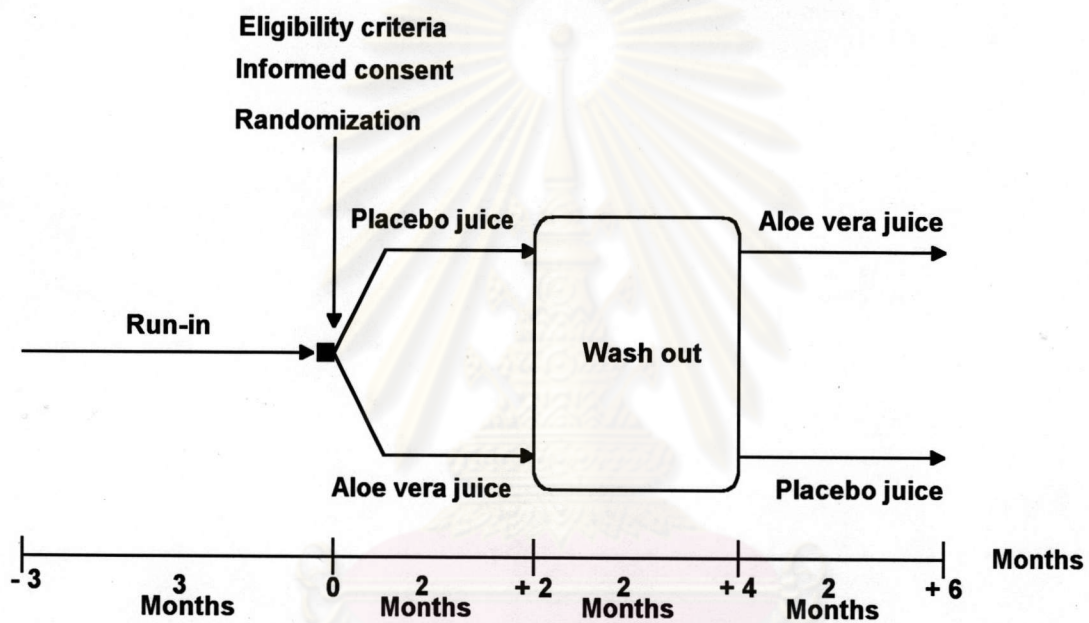 Eligibility criteria
Informed consent
Randomization
Placebo juice
Aloe vera juice
Run-in
Wash out
Aloe vera juice
Placebo juice
Months
- 3
3
0
2
+ 2
2
+ 4
2
+ 6
Months
Months
Months
Months